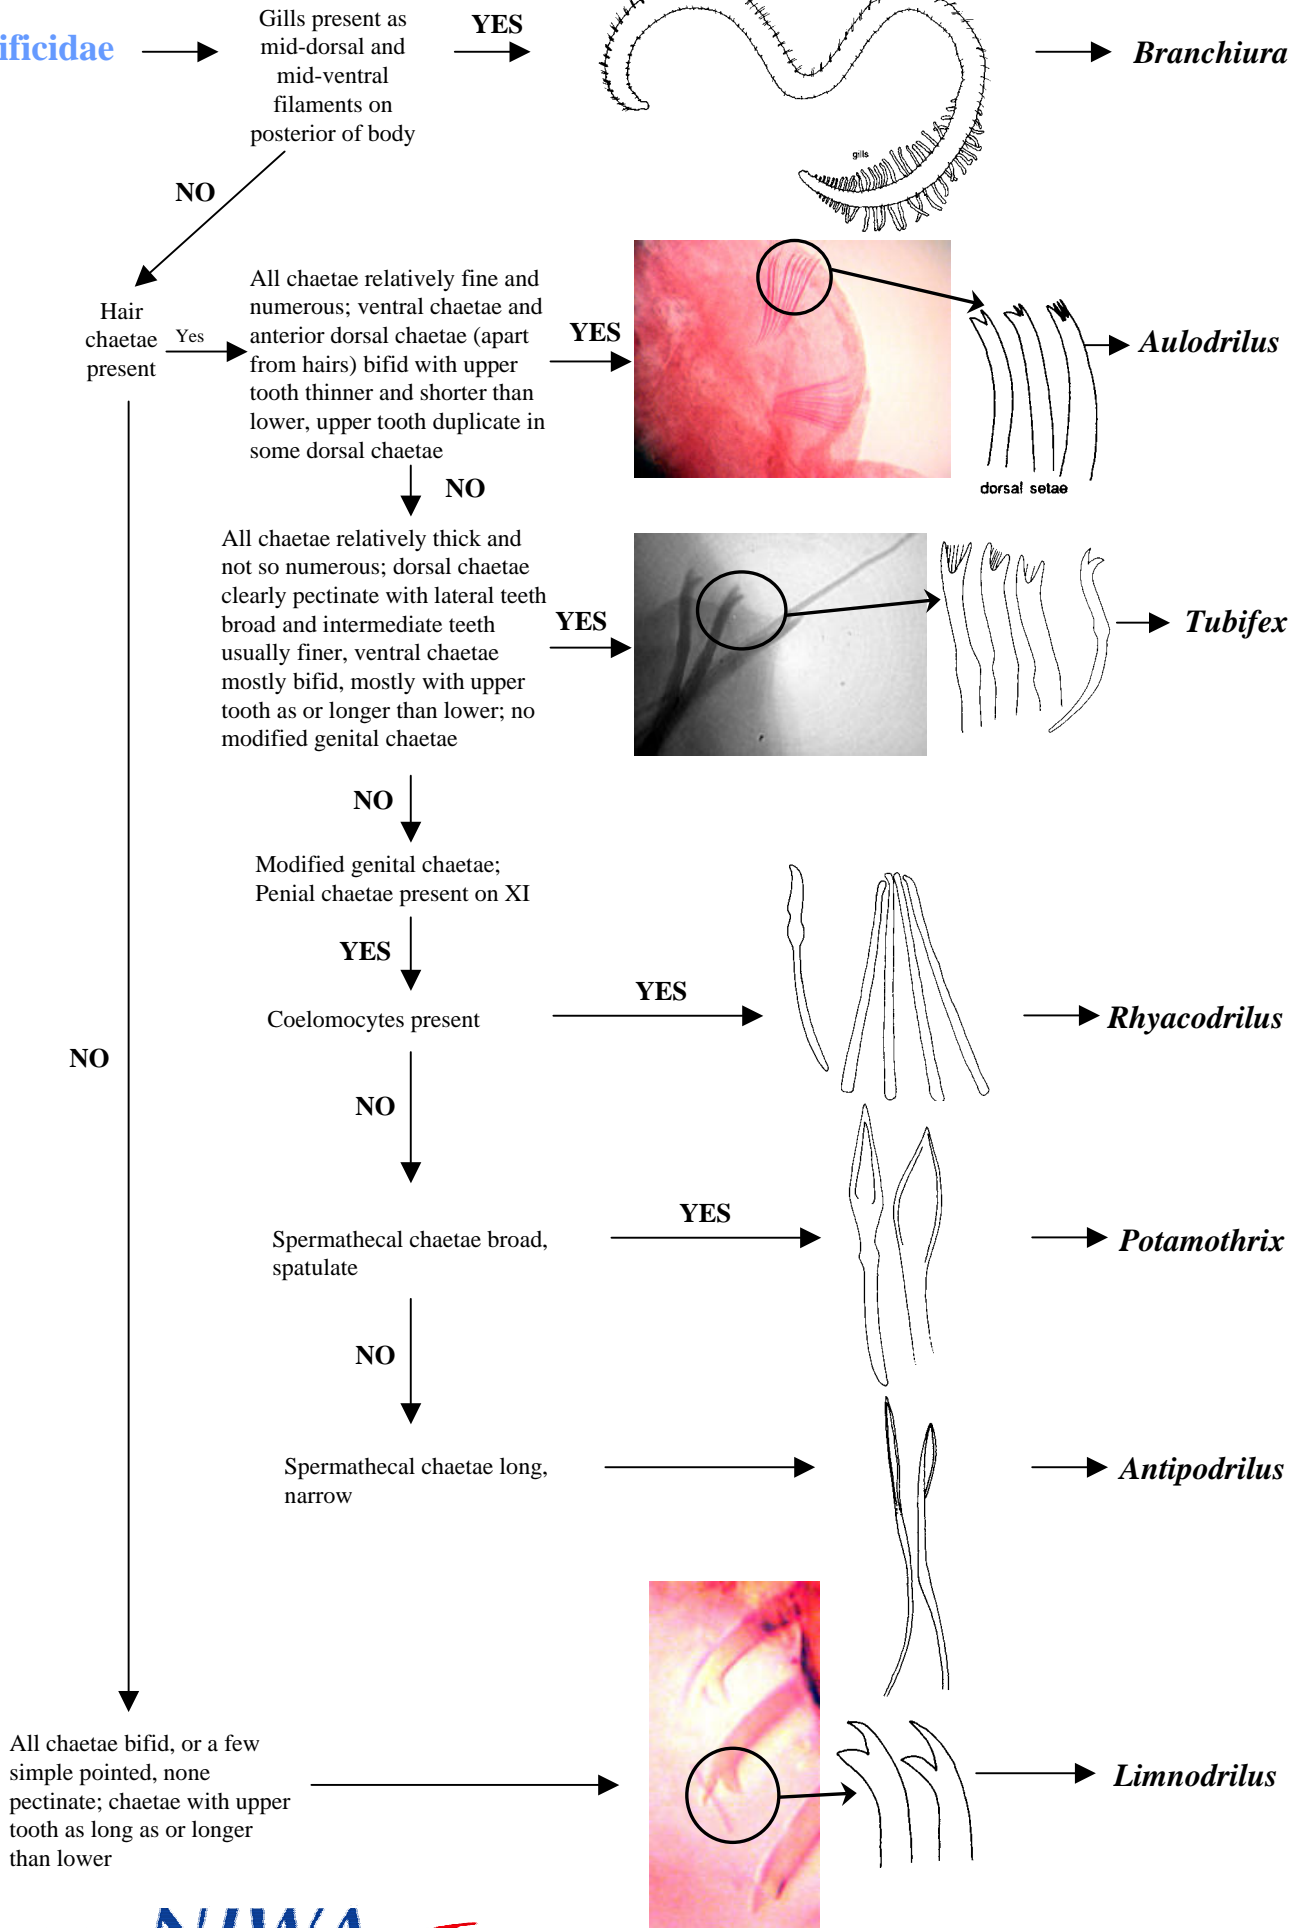 ificidae
Gills present as
mid-dorsal and
mid-ventral
filaments on
posterior of body
YES
gills
Branchiura
NO
Hair
chaetae
present
Yes
All chaetae relatively fine and
numerous; ventral chaetae and
anterior dorsal chaetae (apart
from hairs) bifid with upper
tooth thinner and shorter than
lower, upper tooth duplicate in
some dorsal chaetae
YES
dorsal setae
Aulodrilus
NO
All chaetae relatively thick and
not so numerous; dorsal chaetae
clearly pectinate with lateral teeth
broad and intermediate teeth
usually finer, ventral chaetae
mostly bifid, mostly with upper
tooth as or longer than lower; no
modified genital chaetae
YES
Tubifex
NO
Modified genital chaetae;
Penial chaetae present on XI
YES
Coelomocytes present
YES
Rhyacodrilus
NO
NO
Spermathecal chaetae broad,
spatulate
YES
Potamothrix
NO
Spermathecal chaetae long,
narrow
Antipodrilus
All chaetae bifid, or a few
simple pointed, none
pectinate; chaetae with upper
tooth as long as or longer
than lower
Limnodrilus
NIWA